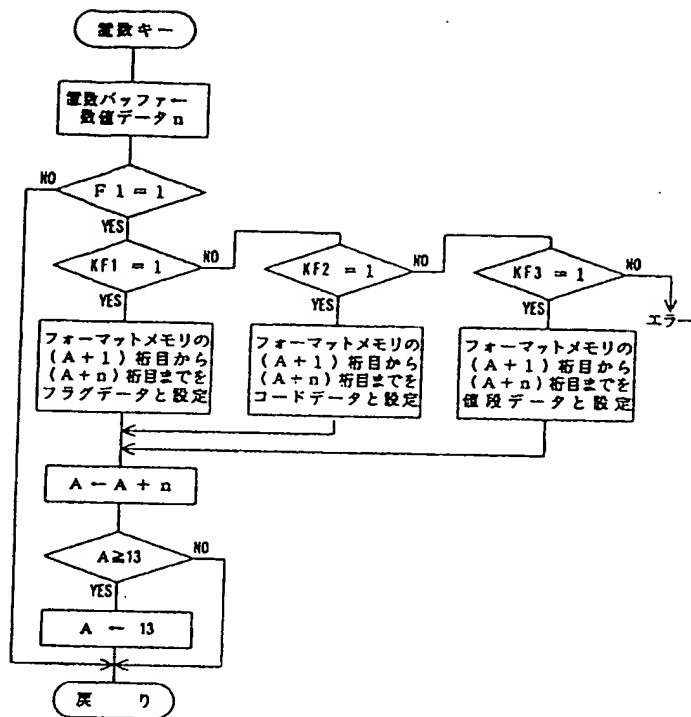 置数キー
置数バッファー
数値データn
F1=1
NO
YES
KF1=1
NO
YES
KF2=1
NO
YES
KF3=1
NO
YES
エラー
フォーマットメモリの
(A+1)桁目から
(A+n)桁目までを
フラグデータと設定
フォーマットメモリの
(A+1)桁目から
(A+n)桁目までを
コードデータと設定
フォーマットメモリの
(A+1)桁目から
(A+n)桁目までを
値段データと設定
A←A+n
A≧13
NO
YES
A←13
戻り